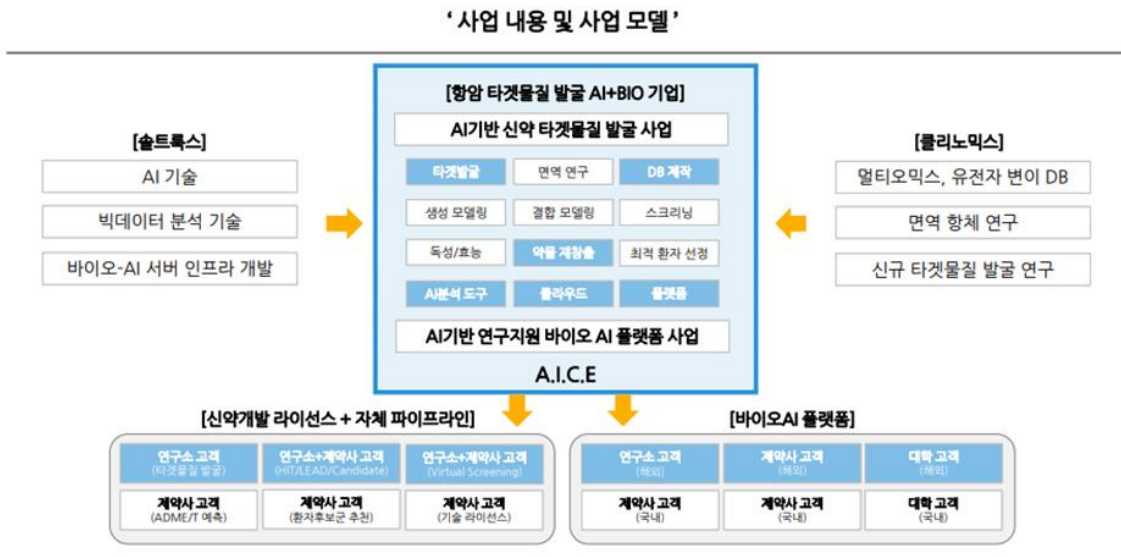 ‘ 사업 내용 및 사업 모델 ’
[항암 타겟물질 발굴 AI+BIO 기업]
AI기반 신약 타겟물질 발굴 사업
타겟발굴
면역 연구
DB 제작
생성 모델링
결합 모델링
스크리닝
독성/효능
약물 재창출
최적 환자 선정
AI분석 도구
클라우드
플랫폼
AI기반 연구지원 바이오 AI 플랫폼 사업
A.I.C.E
[솔트룩스]
AI 기술
빅데이터 분석 기술
바이오-AI 서버 인프라 개발
[클리노믹스]
멀티오믹스, 유전자 변이 DB
면역 항체 연구
신규 타겟물질 발굴 연구
[신약개발 라이선스 + 자체 파이프라인]
연구소 고객
(타겟물질 발굴)
연구소+제약사 고객
(HIT/LEAD/Candidate)
연구소+제약사 고객
(Virtual Screening)
제약사 고객
(ADME/T 예측)
제약사 고객
(환자후보군 추천)
제약사 고객
(기술 라이선스)
[바이오AI 플랫폼]
연구소 고객
(해외)
제약사 고객
(해외)
대학 고객
(해외)
제약사 고객
(국내)
제약사 고객
(국내)
대학 고객
(국내)